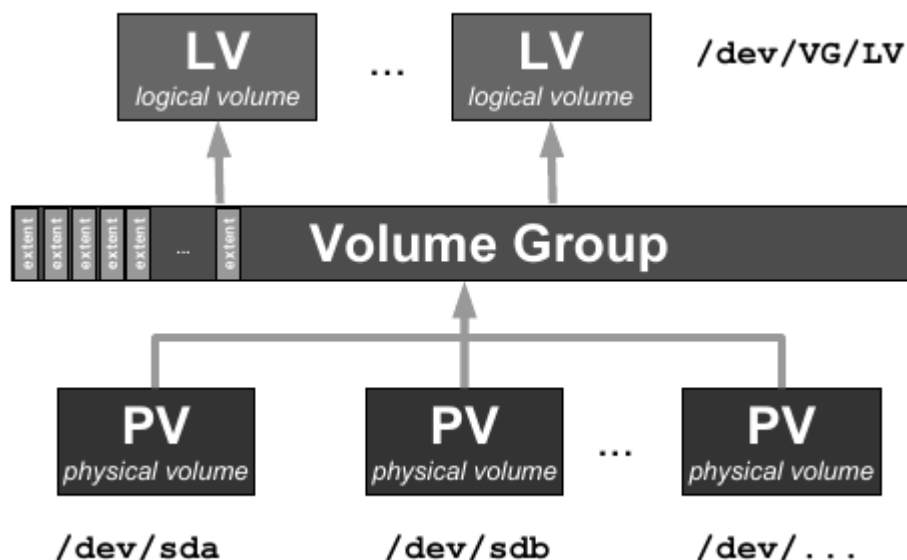 LV
logical volume
...
LV
logical volume
/dev/VG/LV
extent
extent
extent
extent
extent
...
extent
Volume Group
PV
physical volume
PV
physical volume
...
PV
physical volume
/dev/sda
/dev/sdb
/dev/...